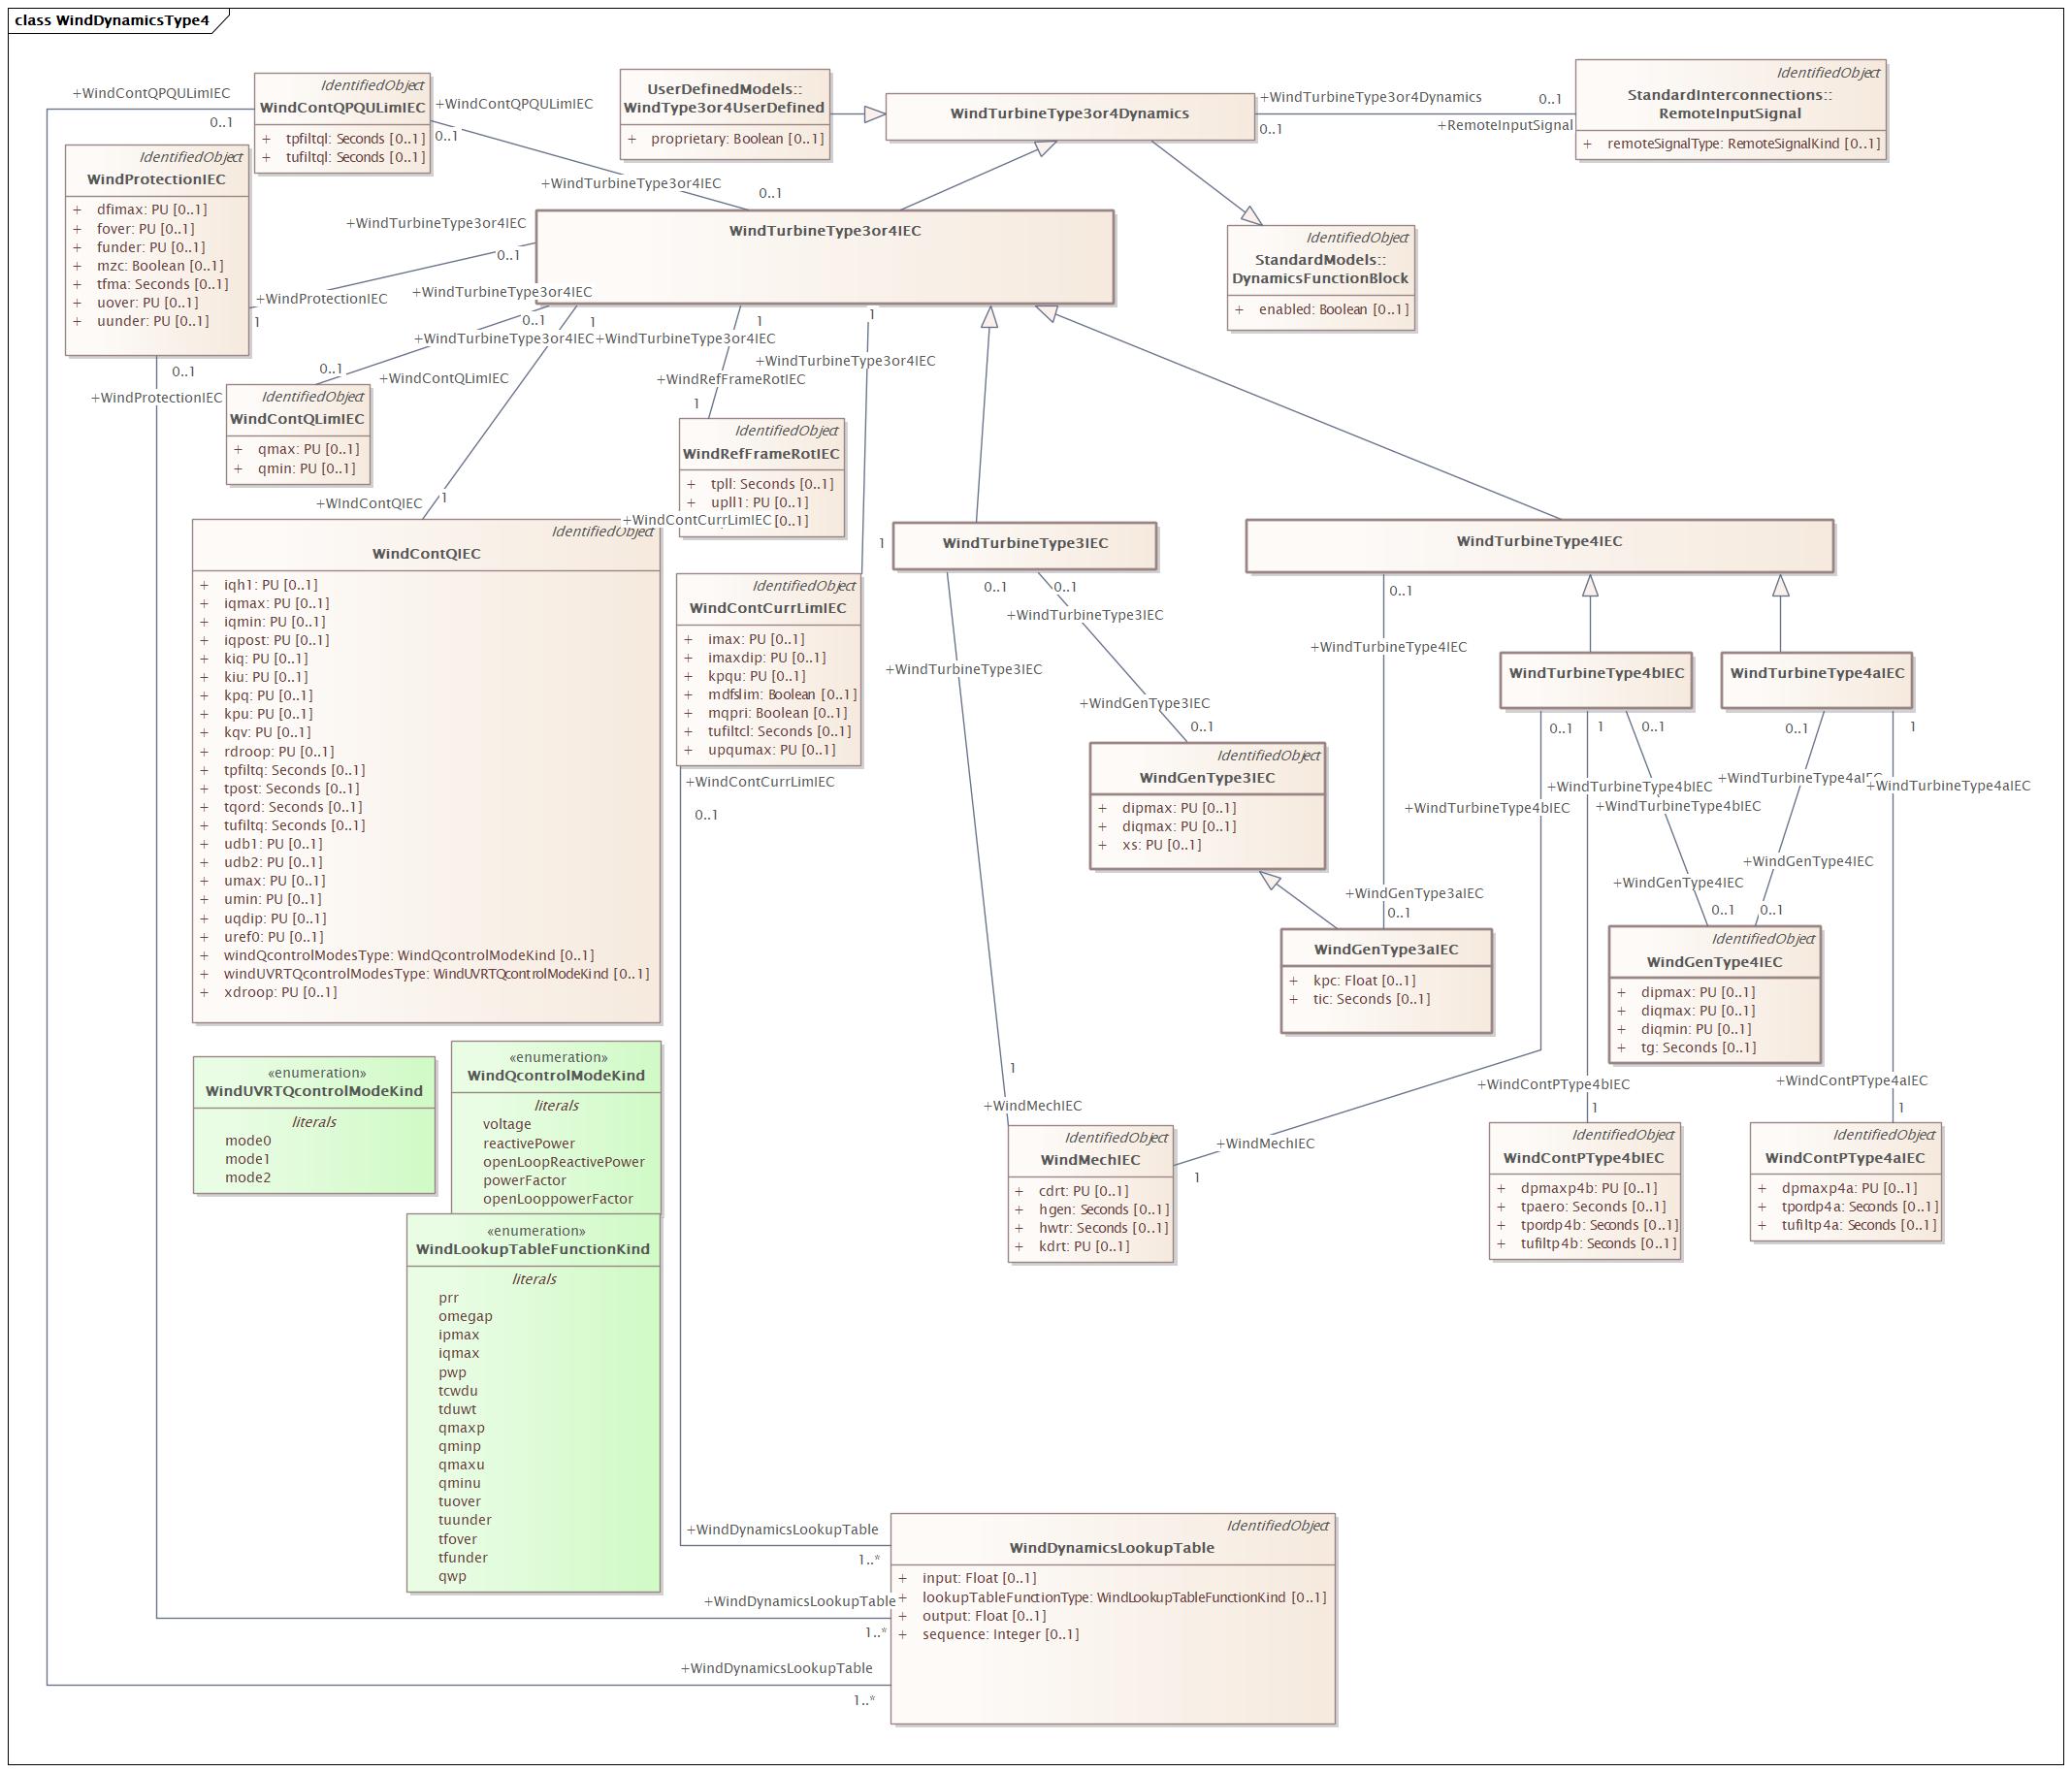 class WindDynamicsType4
+WindContQPQULimIEC
0..1
IdentifiedObject
WindContQPQULimIEC
+ tpfiltql: Seconds [0..1]
+ tufiltql: Seconds [0..1]
+WindContQPQULimIEC
0..1
UserDefinedModels::
WindType3or4UserDefined
+ proprietary: Boolean [0..1]
WindTurbineType3or4Dynamics
+WindTurbineType3or4Dynamics
0..1
0..1
+RemoteInputSignal
IdentifiedObject
StandardInterconnections::
RemoteInputSignal
+ remoteSignalType: RemoteSignalKind [0..1]
IdentifiedObject
WindProtectionIEC
+ dfimax: PU [0..1]
+ fover: PU [0..1]
+ funder: PU [0..1]
+ mzc: Boolean [0..1]
+ tfma: Seconds [0..1]
+ uover: PU [0..1]
+ uunder: PU [0..1]
+WindTurbineType3or4IEC
0..1
+WindTurbineType3or4IEC
0..1
WindTurbineType3or4IEC
IdentifiedObject
StandardModels::
DynamicsFunctionBlock
+ enabled: Boolean [0..1]
+WindProtectionIEC
1
+WindTurbineType3or4IEC
0..1
1
1
1
+WindTurbineType3or4IEC
+WindTurbineType3or4IEC
+WindTurbineType3or4IEC
0..1
+WindProtectionIEC
0..1
+WindContQLimIEC
+WindRefFrameRotIEC
1
IdentifiedObject
WindContQLimIEC
+ qmax: PU [0..1]
+ qmin: PU [0..1]
IdentifiedObject
WindRefFrameRotIEC
+ tpll: Seconds [0..1]
+ upll1: PU [0..1]
[0..1]
+WIndContQIEC
1
+WindContCurrLimIEC
1
IdentifiedObject
WindContQIEC
+ iqh1: PU [0..1]
+ iqmax: PU [0..1]
+ iqmin: PU [0..1]
+ iqpost: PU [0..1]
+ kiq: PU [0..1]
+ kiu: PU [0..1]
+ kpq: PU [0..1]
+ kpu: PU [0..1]
+ kqv: PU [0..1]
+ rdroop: PU [0..1]
+ tpfiltq: Seconds [0..1]
+ tpost: Seconds [0..1]
+ tqord: Seconds [0..1]
+ tufiltq: Seconds [0..1]
+ udb1: PU [0..1]
+ udb2: PU [0..1]
+ umax: PU [0..1]
+ umin: PU [0..1]
+ uqdip: PU [0..1]
+ uref0: PU [0..1]
+ windQcontrolModesType: WindQcontrolModeKind [0..1]
+ windUVRTQcontrolModesType: WindUVRTQcontrolModeKind [0..1]
+ xdroop: PU [0..1]
IdentifiedObject
WindContCurrLimIEC
+ imax: PU [0..1]
+ imaxdip: PU [0..1]
+ kpqu: PU [0..1]
+ mdfslim: Boolean [0..1]
+ mqpri: Boolean [0..1]
+ tufiltcl: Seconds [0..1]
+ upqumax: PU [0..1]
+WindContCurrLimIEC
0..1
WindTurbineType3IEC
0..1
0..1
+WindTurbineType3IEC
+WindTurbineType3IEC
+WindGenType3IEC
0..1
WindTurbineType4IEC
0..1
+WindTurbineType4IEC
WindTurbineType4bIEC
WindTurbineType4aIEC
0..1
1
0..1
0..1
1
+WindTurbineType4bIEC
+WindTurbineType4bIEC
+WindTurbineType4bIEC
+WindTurbineType4aIEC
+WindTurbineType4aIEC
IdentifiedObject
WindGenType3IEC
+ dipmax: PU [0..1]
+ diqmax: PU [0..1]
+ xs: PU [0..1]
+WindGenType3aIEC
0..1
+WindGenType4IEC
0..1
+WindGenType4IEC
0..1
WindGenType3aIEC
+ kpc: Float [0..1]
+ tic: Seconds [0..1]
IdentifiedObject
WindGenType4IEC
+ dipmax: PU [0..1]
+ diqmax: PU [0..1]
+ diqmin: PU [0..1]
+ tg: Seconds [0..1]
«enumeration»
WindUVRTQcontrolModeKind
literals
mode0
mode1
mode2
«enumeration»
WindQcontrolModeKind
literals
voltage
reactivePower
openLoopReactivePower
powerFactor
openLooppowerFactor
«enumeration»
WindLookupTableFunctionKind
literals
prr
omegap
ipmax
iqmax
pwp
tcwdu
tduwt
qmaxp
qminp
qmaxu
qminu
tuover
tuunder
tfover
tfunder
qwp
1
+WindMechIEC
+WindMechIEC
1
IdentifiedObject
WindMechIEC
+ cdrt: PU [0..1]
+ hgen: Seconds [0..1]
+ hwtr: Seconds [0..1]
+ kdrt: PU [0..1]
+WindContPType4bIEC
1
IdentifiedObject
WindContPType4bIEC
+ dpmaxp4b: PU [0..1]
+ tpaero: Seconds [0..1]
+ tpordp4b: Seconds [0..1]
+ tufiltp4b: Seconds [0..1]
+WindContPType4aIEC
1
IdentifiedObject
WindContPType4aIEC
+ dpmaxp4a: PU [0..1]
+ tpordp4a: Seconds [0..1]
+ tufiltp4a: Seconds [0..1]
+WindDynamicsLookupTable
1..*
+WindDynamicsLookupTable
1..*
+WindDynamicsLookupTable
1..*
IdentifiedObject
WindDynamicsLookupTable
+ input: Float [0..1]
+ lookupTableFunctionType: WindLookupTableFunctionKind [0..1]
+ output: Float [0..1]
+ sequence: Integer [0..1]